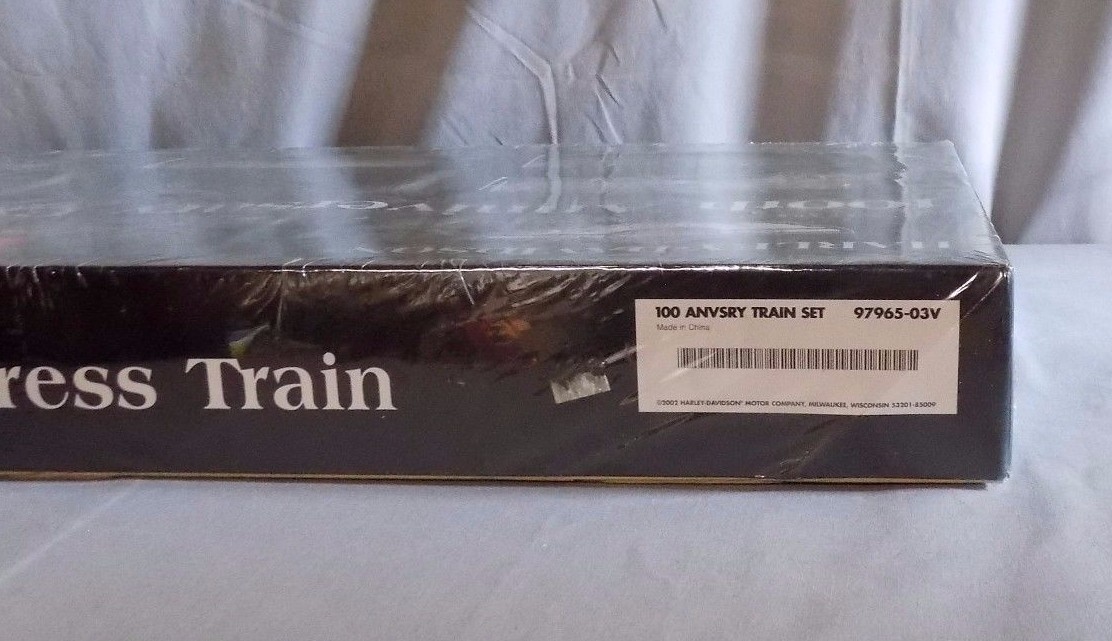 ress Train
100 ANVSRY TRAIN SET 97965-03V
Made in China
©2002 HARLEY-DAVIDSON® MOTOR COMPANY, MILWAUKEE, WISCONSIN 53201-85009